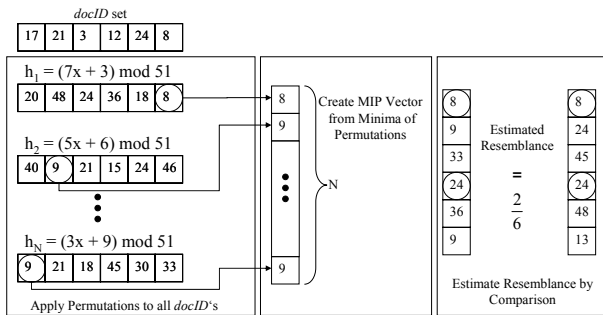 docID set
17 21 3 12 24 8
h1 = (7x + 3) mod 51
20 48 24 36 18 8
h2 = (5x + 6) mod 51
40 9 21 15 24 46
hN = (3x + 9) mod 51
9 21 18 45 30 33
Apply Permutations to all docID‘s
8
9
9
N
Create MIP Vector
from Minima of
Permutations
8
9
33
24
36
9
Estimated
Resemblance
=
2
6
8
24
45
24
48
13
Estimate Resemblance by
Comparison